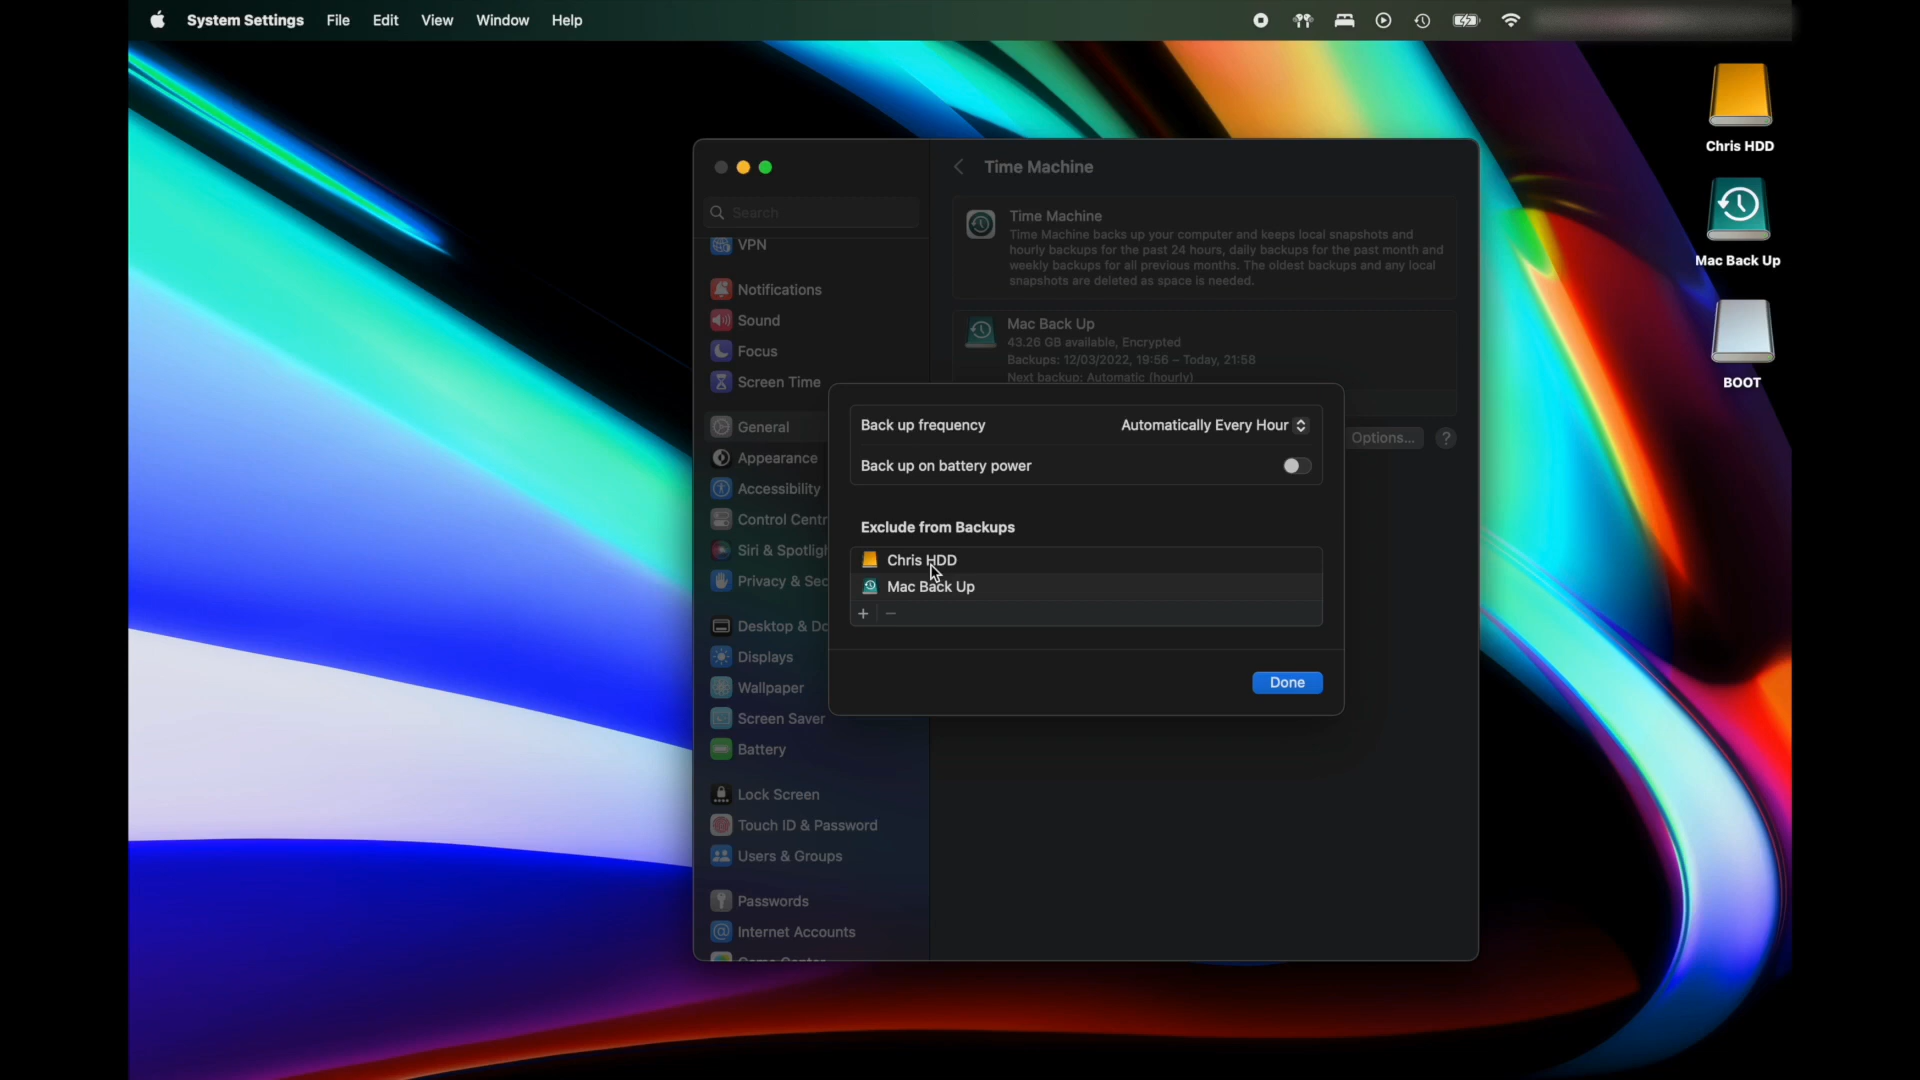 System Settings File Edit View Window Help
Chris HDD
Mac Back Up
BOOT
Search
VPN
Notifications
Sound
Focus
Screen Time
General
Appearance
Accessibility
Control Centr
Siri & Spotligh
Privacy & Sec
Desktop & Do
Displays
Wallpaper
Screen Saver
Battery
Lock Screen
Touch ID & Password
Users & Groups
Passwords
Internet Accounts
Game Center
Time Machine
Time Machine
Time Machine backs up your computer and keeps local snapshots and
hourly backups for the past 24 hours, daily backups for the past month and
weekly backups for all previous months. The oldest backups and any local
snapshots are deleted as space is needed.
Mac Back Up
43.26 GB available, Encrypted
Backups: 12/03/2022, 19:56 – Today, 21:58
Next backup: Automatic (hourly)
Options... ?
Back up frequency Automatically Every Hour
Back up on battery power
Exclude from Backups
Chris HDD
Mac Back Up
+ −
Done